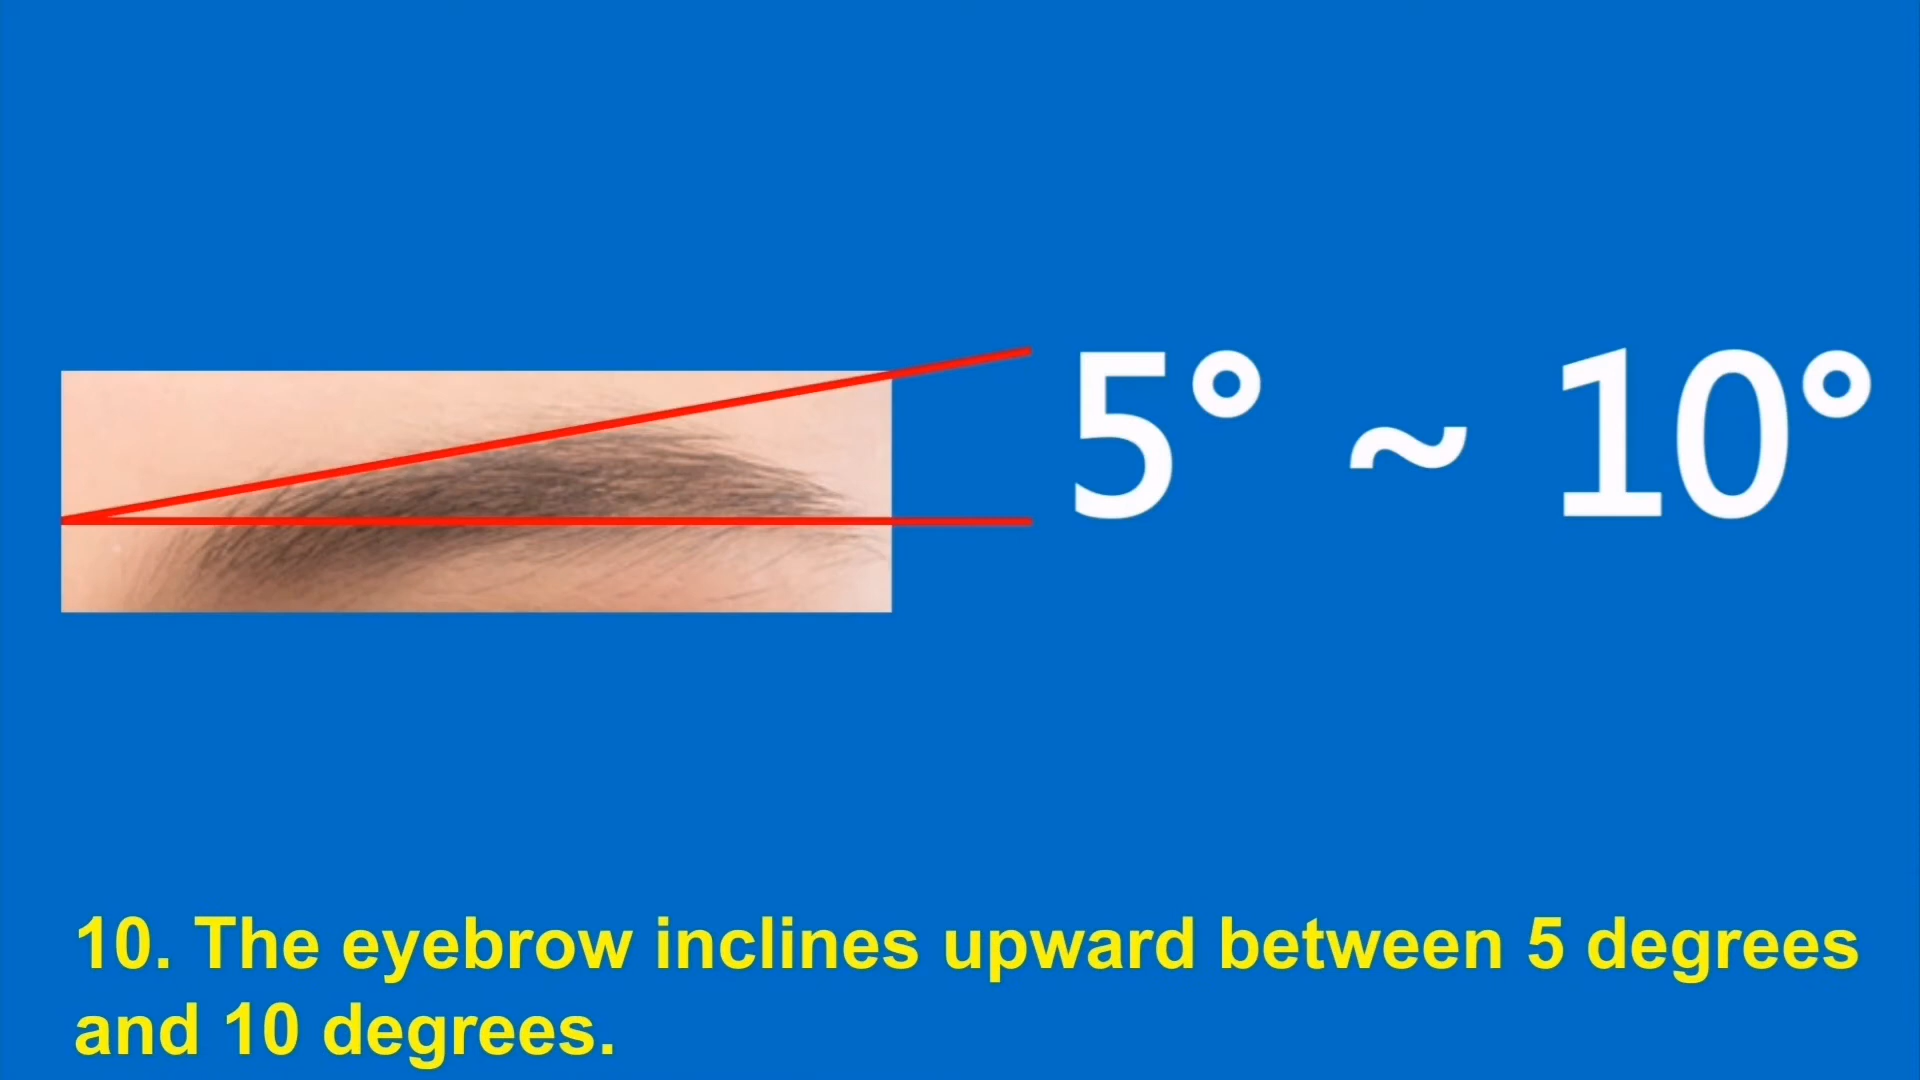 5° ~ 10°
10. The eyebrow inclines upward between 5 degrees
and 10 degrees.